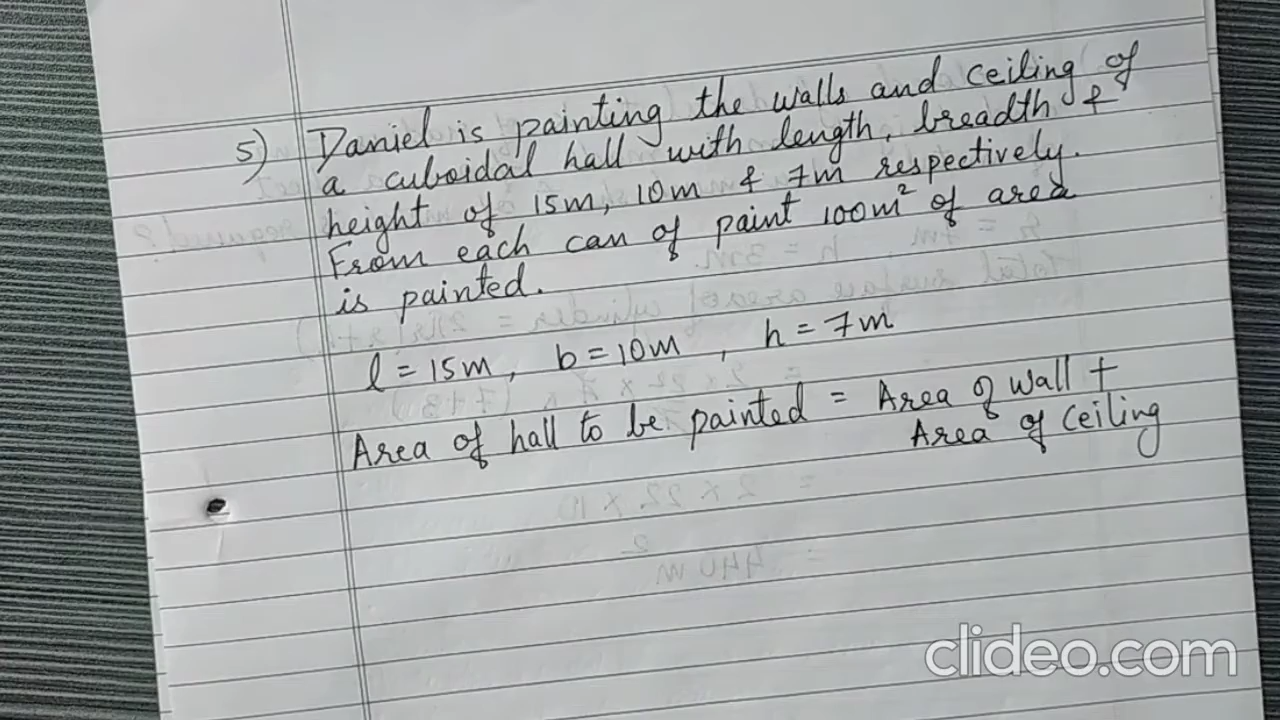 5) Daniel is painting the walls and ceiling of
a cuboidal hall with length, breadth &
height of 15m, 10m & 7m respectively.
From each can of paint 100m² of area
is painted.
l = 15m, b = 10m, h = 7m
Area of hall to be painted = Area of wall +
Area of ceiling
clideo.com